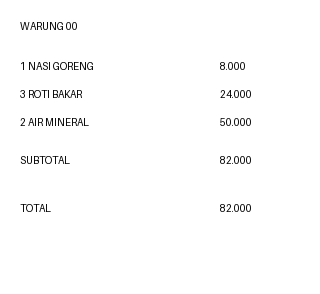 WARUNG 00
1 NASI GORENG 8.000
3 ROTI BAKAR 24.000
2 AIR MINERAL 50.000
SUBTOTAL 82.000
TOTAL 82.000